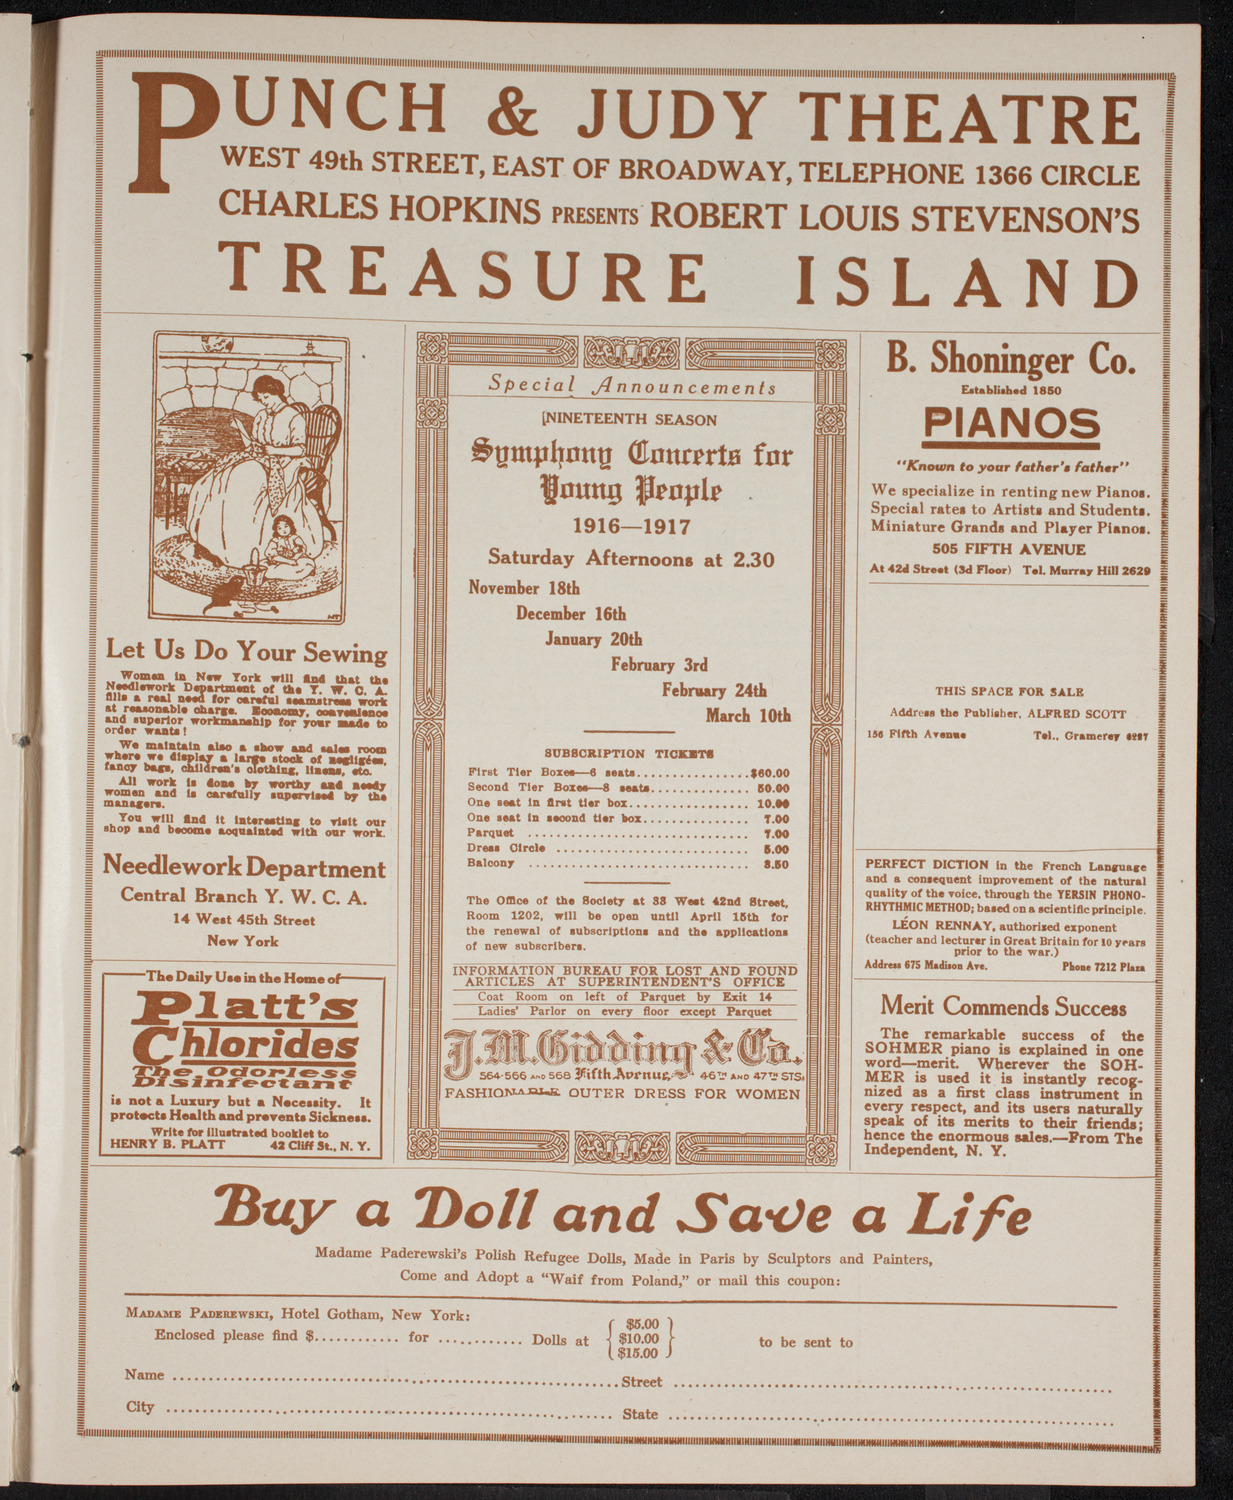 PUNCH & JUDY THEATRE
WEST 49th STREET, EAST OF BROADWAY, TELEPHONE 1366 CIRCLE
CHARLES HOPKINS PRESENTS ROBERT LOUIS STEVENSON'S
TREASURE ISLAND
Let Us Do Your Sewing
Women in New York will find that the
Needlework Department of the Y. W. C. A.
fills a real need for careful seamstress work
at reasonable charge. Economy, convenience
and superior workmanship for your made to
order wants!
We maintain also a show and sales room
where we display a large stock of negligées,
fancy bags, children's clothing, linens, etc.
All work is done by worthy and needy
women and is carefully supervised by the
managers.
You will find it interesting to visit our
shop and become acquainted with our work.
Needlework Department
Central Branch Y. W. C. A.
14 West 45th Street
New York
The Daily Use in the Home of
Platt's
Chlorides
The Odorless
Disinfectant
is not a Luxury but a Necessity. It
protects Health and prevents Sickness.
Write for illustrated booklet to
HENRY B. PLATT 42 Cliff St., N. Y.
Special Announcements
[NINETEENTH SEASON
Symphony Concerts for
Young People
1916—1917
Saturday Afternoons at 2.30
November 18th
December 16th
January 20th
February 3rd
February 24th
March 10th
SUBSCRIPTION TICKETS
First Tier Boxes—6 seats................$60.00
Second Tier Boxes—8 seats.............. 50.00
One seat in first tier box................. 10.00
One seat in second tier box.............. 7.00
Parquet ................................ 7.00
Dress Circle ............................ 5.00
Balcony ................................ 3.50
The Office of the Society at 33 West 42nd Street,
Room 1202, will be open until April 15th for
the renewal of subscriptions and the applications
of new subscribers.
INFORMATION BUREAU FOR LOST AND FOUND
ARTICLES AT SUPERINTENDENT'S OFFICE
Coat Room on left of Parquet by Exit 14
Ladies' Parlor on every floor except Parquet
J.M. Gidding & Co.
564-566 AND 568 Fifth Avenue, 46TH AND 47TH STS.
FASHIONABLE OUTER DRESS FOR WOMEN
B. Shoninger Co.
Established 1850
PIANOS
"Known to your father's father"
We specialize in renting new Pianos.
Special rates to Artists and Students.
Miniature Grands and Player Pianos.
505 FIFTH AVENUE
At 42d Street (3d Floor) Tel. Murray Hill 2629
THIS SPACE FOR SALE
Address the Publisher, ALFRED SCOTT
156 Fifth Avenue Tel., Gramercy
PERFECT DICTION in the French Language
and a consequent improvement of the natural
quality of the voice, through the YERSIN PHONO-
RHYTHMIC METHOD; based on a scientific principle.
LÉON RENNAY, authorized exponent
(teacher and lecturer in Great Britain for 10 years
prior to the war.)
Address 675 Madison Ave. Phone 7212 Plaza
Merit Commends Success
The remarkable success of the
SOHMER piano is explained in one
word—merit. Wherever the SOH-
MER is used it is instantly recog-
nized as a first class instrument in
every respect, and its users naturally
speak of its merits to their friends;
hence the enormous sales.—From The
Independent, N. Y.
Buy a Doll and Save a Life
Madame Paderewski's Polish Refugee Dolls, Made in Paris by Sculptors and Painters,
Come and Adopt a "Waif from Poland," or mail this coupon:
MADAME PADEREWSKI, Hotel Gotham, New York:
Enclosed please find $............ for ............ Dolls at { $5.00 $10.00 $15.00 } to be sent to
Name ........................................ Street ........................................
City ........................................ State ........................................